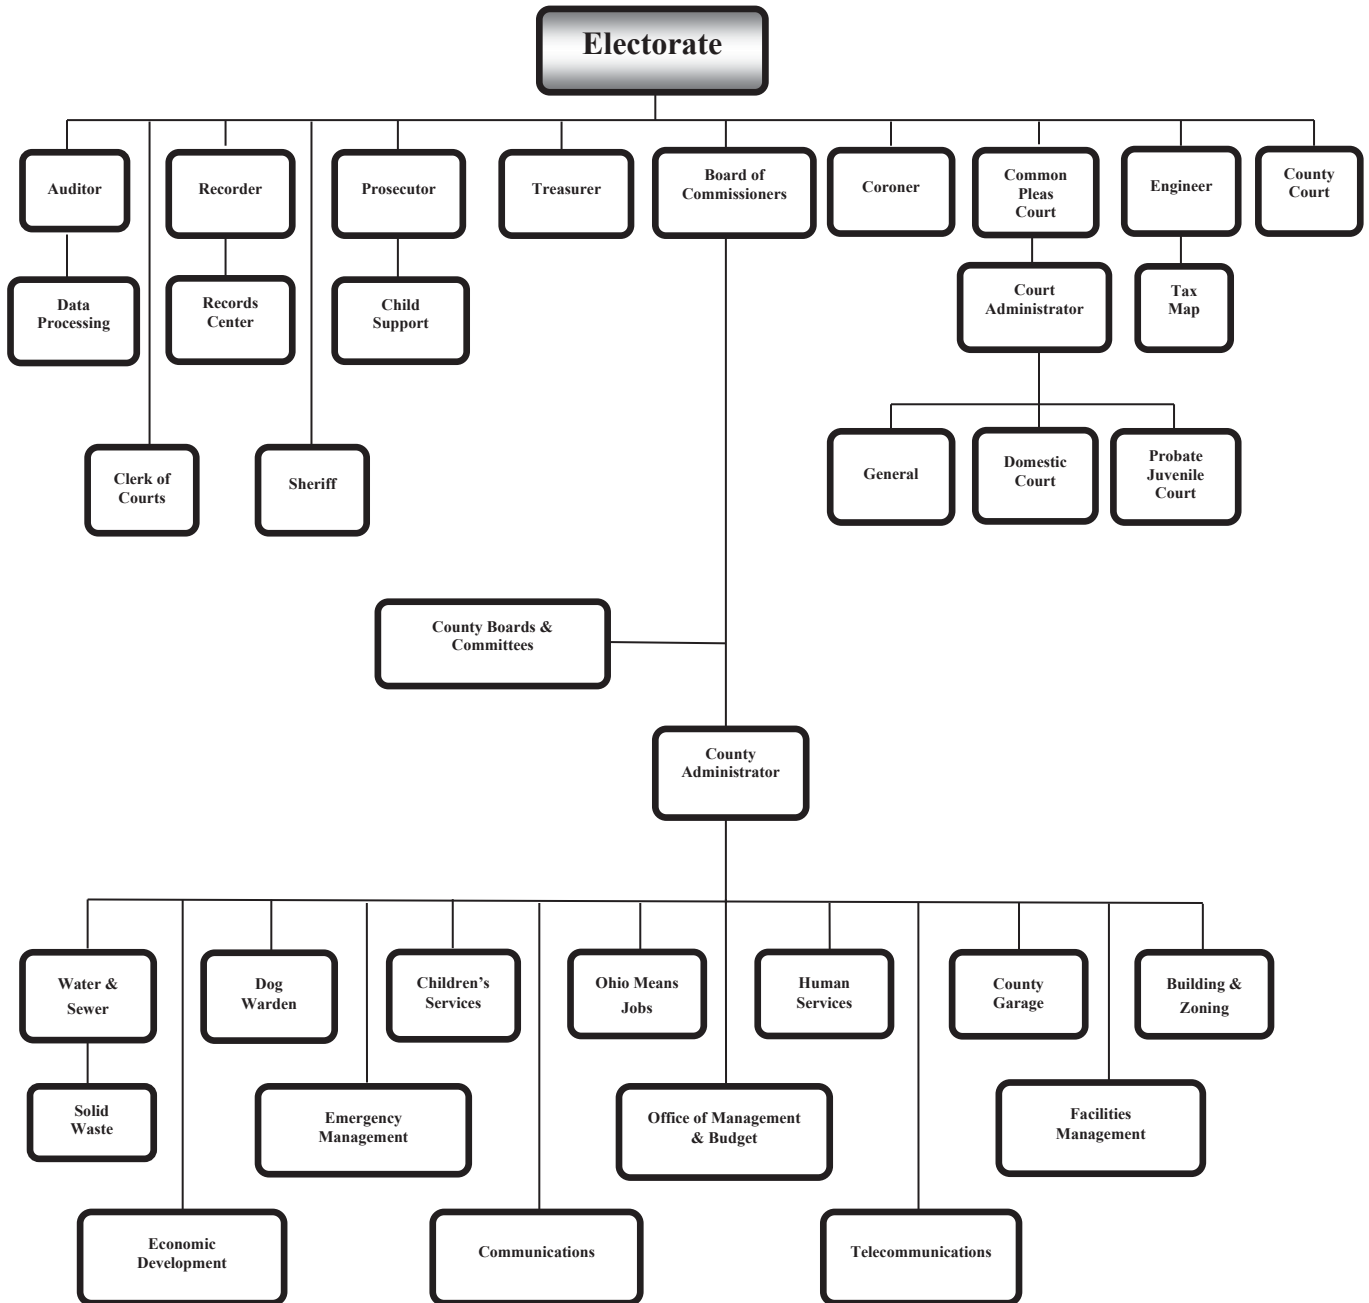 Electorate
Auditor
Recorder
Prosecutor
Treasurer
Board of
Commissioners
Coroner
Common
Pleas
Court
Engineer
County
Court
Data
Processing
Records
Center
Child
Support
Court
Administrator
Tax
Map
Clerk of
Courts
Sheriff
General
Domestic
Court
Probate
Juvenile
Court
County Boards &
Committees
County
Administrator
Water &
Sewer
Dog
Warden
Children's
Services
Ohio Means
Jobs
Human
Services
County
Garage
Building &
Zoning
Solid
Waste
Emergency
Management
Office of Management
& Budget
Facilities
Management
Economic
Development
Communications
Telecommunications